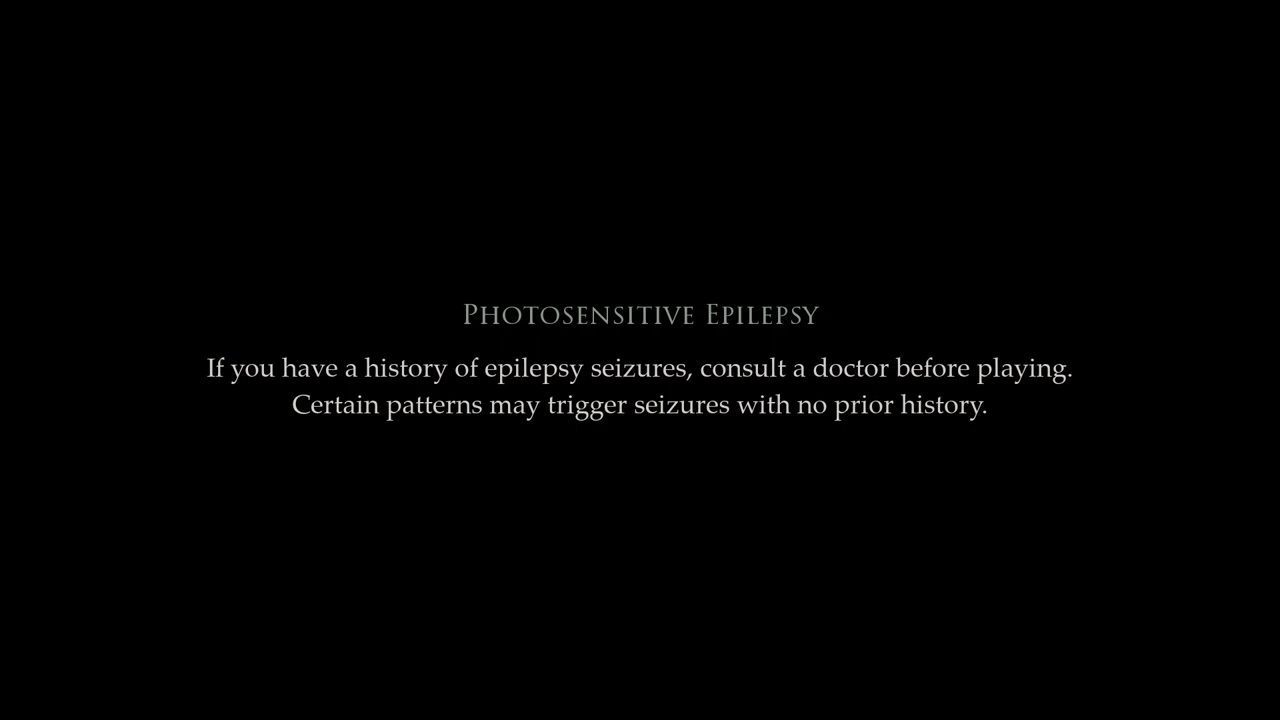 Photosensitive Epilepsy
If you have a history of epilepsy seizures, consult a doctor before playing.
Certain patterns may trigger seizures with no prior history.